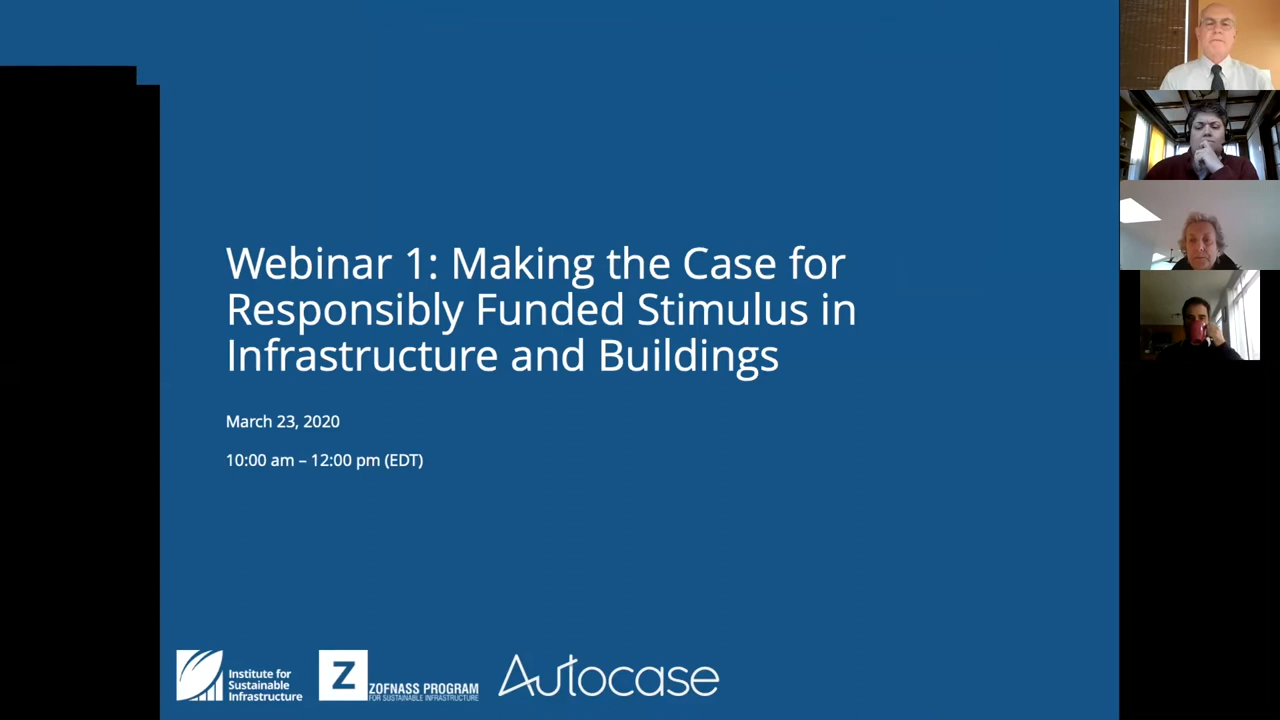 Webinar 1: Making the Case for
Responsibly Funded Stimulus in
Infrastructure and Buildings
March 23, 2020
10:00 am – 12:00 pm (EDT)
Institute for
Sustainable
Infrastructure
Z
ZOFNASS PROGRAM
FOR SUSTAINABLE INFRASTRUCTURE
Autocase